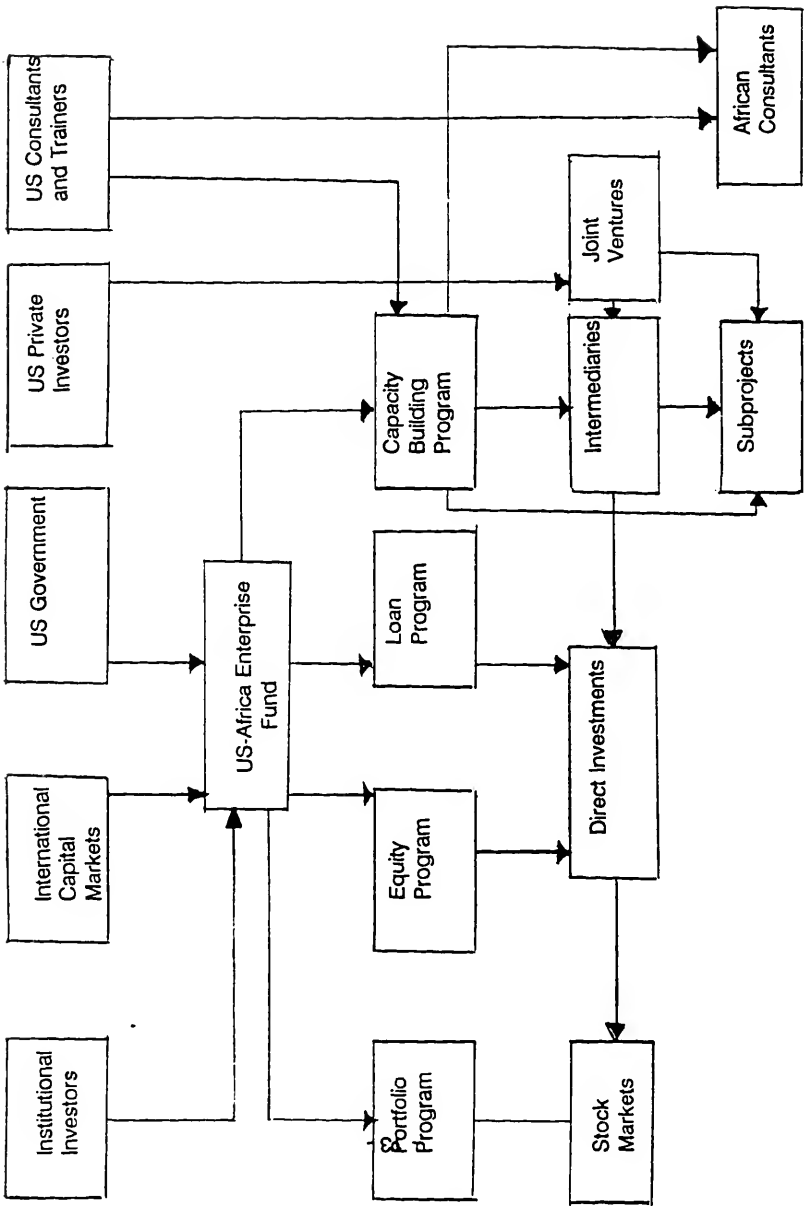 Institutional
Investors
International
Capital
Markets
US Government
US Private
Investors
US Consultants
and Trainers
US-Africa Enterprise
Fund
Portfolio
Program
Equity
Program
Loan
Program
Capacity
Building
Program
Stock
Markets
Direct Investments
Intermediaries
Joint
Ventures
Subprojects
African
Consultants